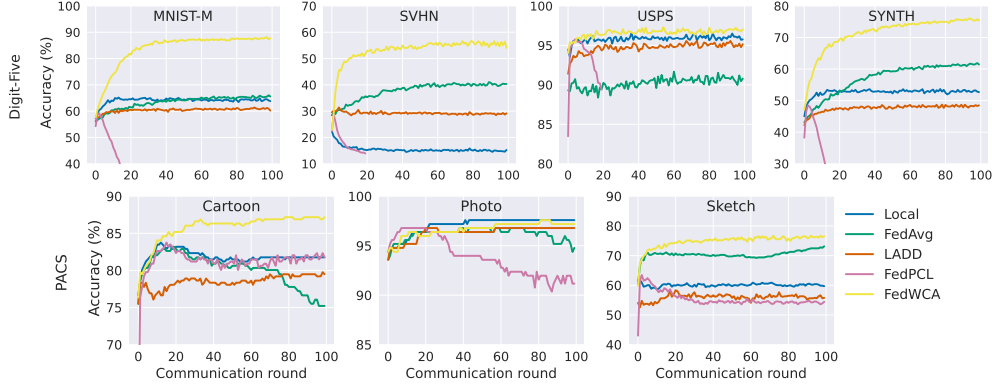 MNIST-M
SVHN
USPS
SYNTH
Digit-Five
Accuracy (%)
100
90
80
70
60
50
40
0 20 40 60 80 100
70
60
50
40
30
20
10
0 20 40 60 80 100
100
95
90
85
80
0 20 40 60 80 100
80
70
60
50
40
30
0 20 40 60 80 100
Cartoon
Photo
Sketch
PACS
Accuracy (%)
90
85
80
75
70
0 20 40 60 80 100
Communication round
100
95
90
85
0 20 40 60 80 100
Communication round
90
80
70
60
50
40
0 20 40 60 80 100
Communication round
Local
FedAvg
LADD
FedPCL
FedWCA